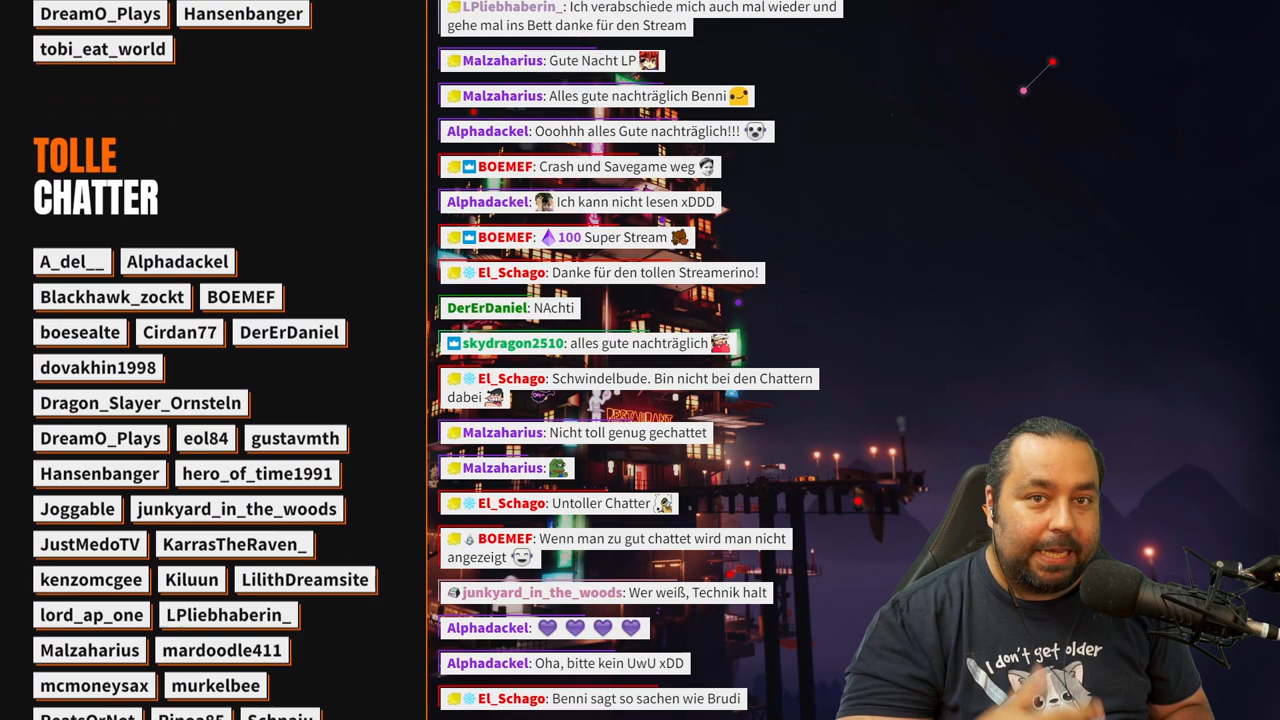 DreamO_Plays Hansenbanger
tobi_eat_world
TOLLE
CHATTER
A_del__ Alphadackel
Blackhawk_zockt BOEMEF
boesealte Cirdan77 DerErDaniel
dovakhin1998
Dragon_Slayer_Ornsteln
DreamO_Plays eol84 gustavmth
Hansenbanger hero_of_time1991
Joggable junkyard_in_the_woods
JustMedoTV KarrasTheRaven_
kenzomcgee Kiluun LilithDreamsite
lord_ap_one LPliebhaberin_
Malzaharius mardoodle411
mcmoneysax murkelbee
LPliebhaberin_: Ich verabschiede mich auch mal wieder und
gehe mal ins Bett danke für den Stream
Malzaharius: Gute Nacht LP
Malzaharius: Alles gute nachträglich Benni
Alphadackel: Ooohhh alles Gute nachträglich!!!
BOEMEF: Crash und Savegame weg
Alphadackel: Ich kann nicht lesen xDDD
BOEMEF: 100 Super Stream
El_Schago: Danke für den tollen Streamerino!
DerErDaniel: NAchti
skydragon2510: alles gute nachträglich
El_Schago: Schwindelbude. Bin nicht bei den Chattern
dabei
Malzaharius: Nicht toll genug gechattet
Malzaharius:
El_Schago: Untoller Chatter
BOEMEF: Wenn man zu gut chattet wird man nicht
angezeigt
junkyard_in_the_woods: Wer weiß, Technik halt
Alphadackel:
Alphadackel: Oha, bitte kein UwU xDD
El_Schago: Benni sagt so sachen wie Brudi
RESTAURANT
I don't get older